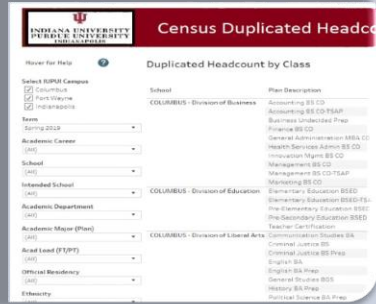 INDIANA UNIVERSITY
PURDUE UNIVERSITY
INDIANAPOLIS
Census Duplicated Headco
Hover for Help
?
Duplicated Headcount by Class
Select IUPUI Campus
Columbus
Fort Wayne
Indianapolis
Term
Spring 2019
Academic Career
(All)
School
(All)
Intended School
(All)
Academic Department
(All)
Academic Major (Plan)
(All)
Acad Load (FT/PT)
(All)
Official Residency
(All)
Ethnicity
School
Plan Description
COLUMBUS - Division of Business
Accounting BS CO
Accounting BS CO-TSAP
Business Undecided Prep
Finance BS CO
General Administration MBA CO
Health Services Admin BS CO
Innovation Mgmt BS CO
Management BS CO
Management BS CO-TSAP
Marketing BS CO
COLUMBUS - Division of Education
Elementary Education BSED
Elementary Education BSED-TSA
Pre-Elementary Education BSED
Pre-Secondary Education BSED
Teacher Certification
COLUMBUS - Division of Liberal Arts
Communication Studies BA
Criminal Justice BS
Criminal Justice BS Prep
English BA
English BA Prep
General Studies BGS
History BA Prep
Political Science BA Prep